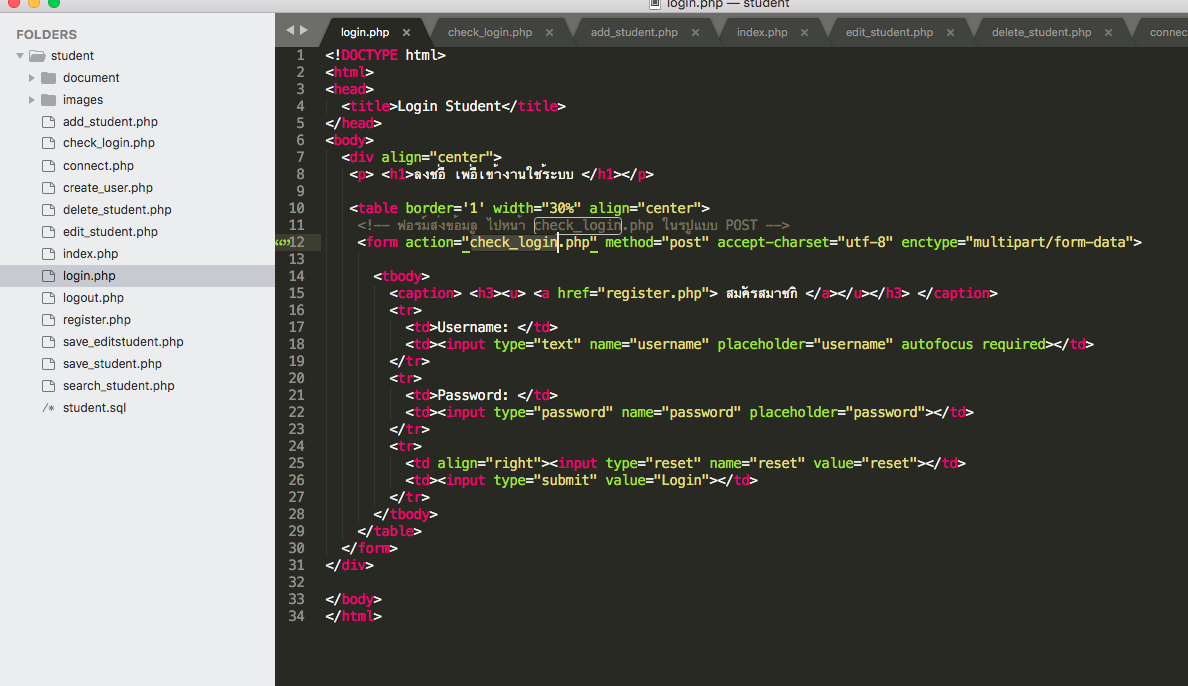 login.php — student
FOLDERS
student
document
images
add_student.php
check_login.php
connect.php
create_user.php
delete_student.php
edit_student.php
index.php
login.php
logout.php
register.php
save_editstudent.php
save_student.php
search_student.php
/* student.sql
login.php × check_login.php × add_student.php × index.php × edit_student.php × delete_student.php × connec
1 <!DOCTYPE html>
2 <html>
3 <head>
4 <title>Login Student</title>
5 </head>
6 <body>
7 <div align="center">
8 <p> <h1>ลงชื่อ เพื่อเข้างานใช้ระบบ </h1></p>
9
10 <table border='1' width="30%" align="center">
11 <!-- ฟอร์มส่งข้อมูล ไปหน้า check_login.php ในรูปแบบ POST -->
12 <form action="check_login.php" method="post" accept-charset="utf-8" enctype="multipart/form-data">
13
14 <tbody>
15 <caption> <h3><u> <a href="register.php"> สมัครสมาชิก </a></u></h3> </caption>
16 <tr>
17 <td>Username: </td>
18 <td><input type="text" name="username" placeholder="username" autofocus required></td>
19 </tr>
20 <tr>
21 <td>Password: </td>
22 <td><input type="password" name="password" placeholder="password"></td>
23 </tr>
24 <tr>
25 <td align="right"><input type="reset" name="reset" value="reset"></td>
26 <td><input type="submit" value="Login"></td>
27 </tr>
28 </tbody>
29 </table>
30 </form>
31 </div>
32
33 </body>
34 </html>